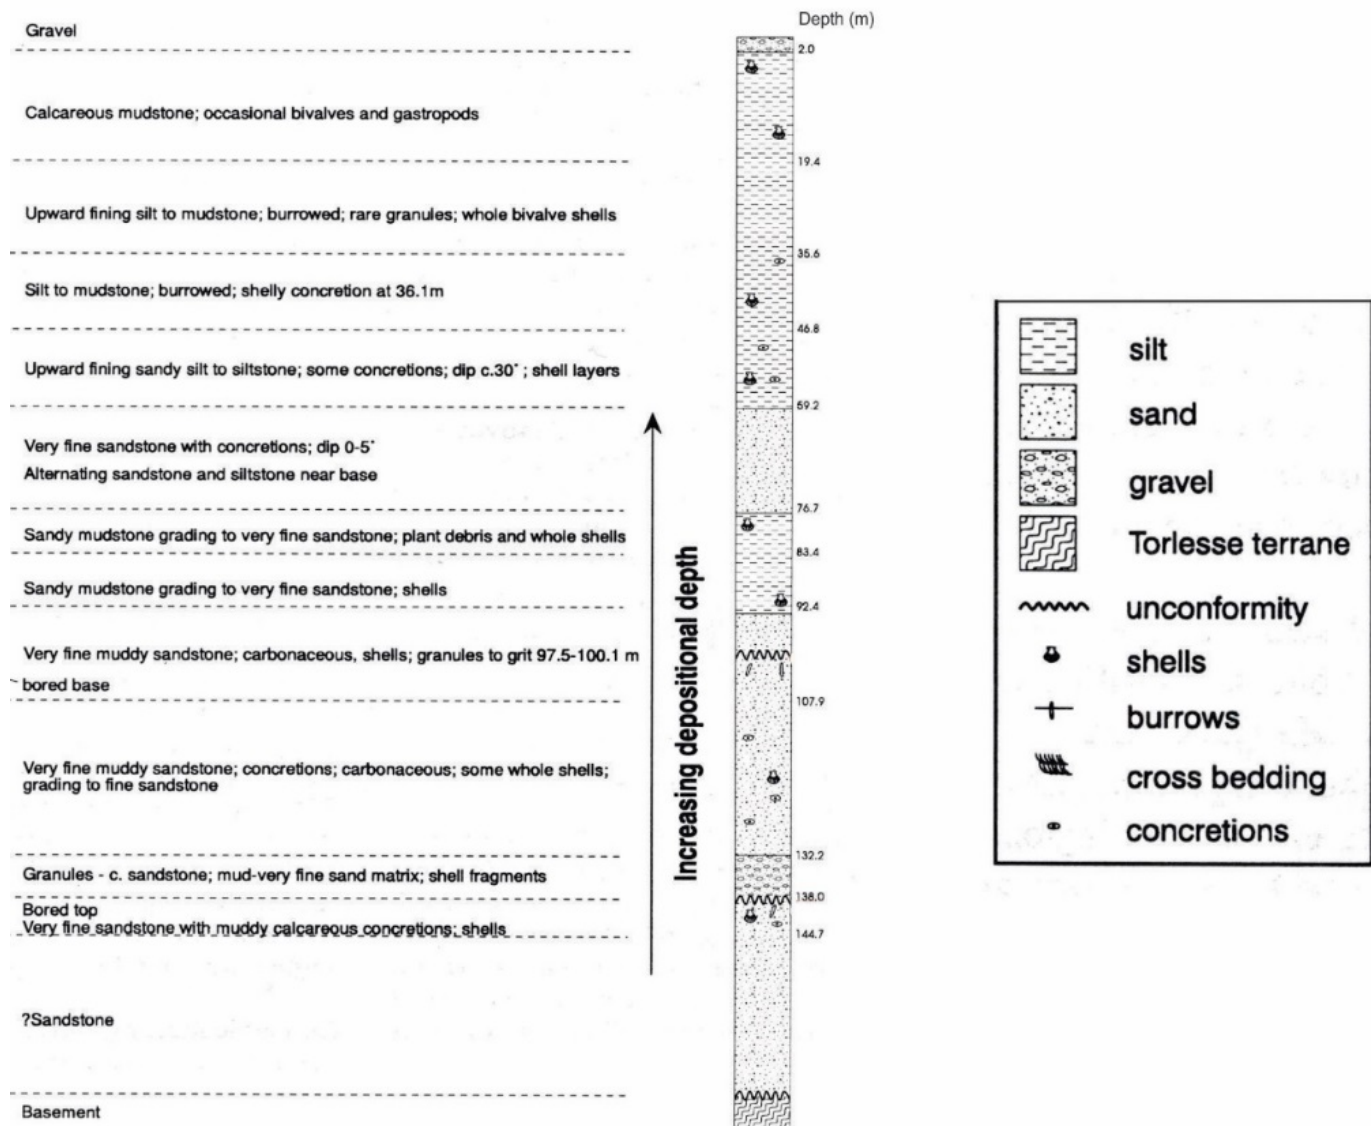 Depth (m)
Gravel
2.0
Calcareous mudstone; occasional bivalves and gastropods
19.4
Upward fining silt to mudstone; burrowed; rare granules; whole bivalve shells
35.6
Silt to mudstone; burrowed; shelly concretion at 36.1m
46.8
Upward fining sandy silt to siltstone; some concretions; dip c.30˚ ; shell layers
59.2
Very fine sandstone with concretions; dip 0-5˚
Alternating sandstone and siltstone near base
76.7
Sandy mudstone grading to very fine sandstone; plant debris and whole shells
83.4
Sandy mudstone grading to very fine sandstone; shells
92.4
Very fine muddy sandstone; carbonaceous, shells; granules to grit 97.5-100.1 m
bored base
107.9
Very fine muddy sandstone; concretions; carbonaceous; some whole shells;
grading to fine sandstone
132.2
Granules - c. sandstone; mud-very fine sand matrix; shell fragments
138.0
Bored top
Very fine sandstone with muddy calcareous concretions; shells
144.7
?Sandstone
Basement
Increasing depositional depth
silt
sand
gravel
Torlesse terrane
unconformity
shells
burrows
cross bedding
concretions